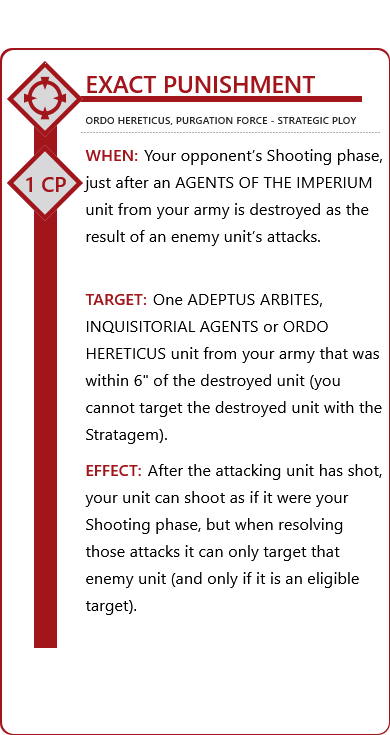 EXACT PUNISHMENT
ORDO HERETICUS, PURGATION FORCE - STRATEGIC PLOY
1 CP
WHEN: Your opponent’s Shooting phase,
just after an AGENTS OF THE IMPERIUM
unit from your army is destroyed as the
result of an enemy unit’s attacks.
TARGET: One ADEPTUS ARBITES,
INQUISITORIAL AGENTS or ORDO
HERETICUS unit from your army that was
within 6" of the destroyed unit (you
cannot target the destroyed unit with the
Stratagem).
EFFECT: After the attacking unit has shot,
your unit can shoot as if it were your
Shooting phase, but when resolving
those attacks it can only target that
enemy unit (and only if it is an eligible
target).